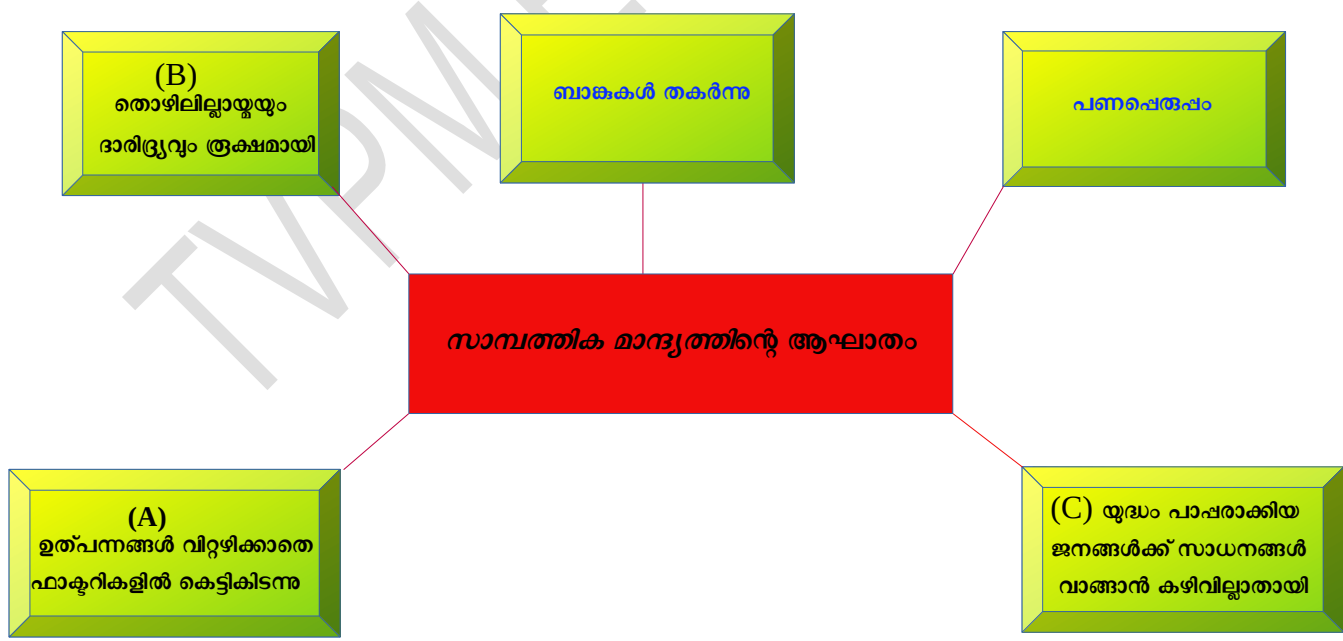 (B)
തൊഴിലില്ലായ്മയും
ദാരിദ്ര്യവും രൂക്ഷമായി
ബാങ്കുകൾ തകർന്നു
പണപ്പെരുപ്പം
സാമ്പത്തിക മാന്ദ്യത്തിന്റെ ആഘാതം
(A)
ഉത്പന്നങ്ങൾ വിറ്റഴിക്കാതെ
ഫാക്ടറികളിൽ കെട്ടികിടന്നു
(C) യുദ്ധം പാപ്പരാക്കിയ
ജനങ്ങൾക്ക് സാധനങ്ങൾ
വാങ്ങാൻ കഴിവില്ലാതായി
TVPM